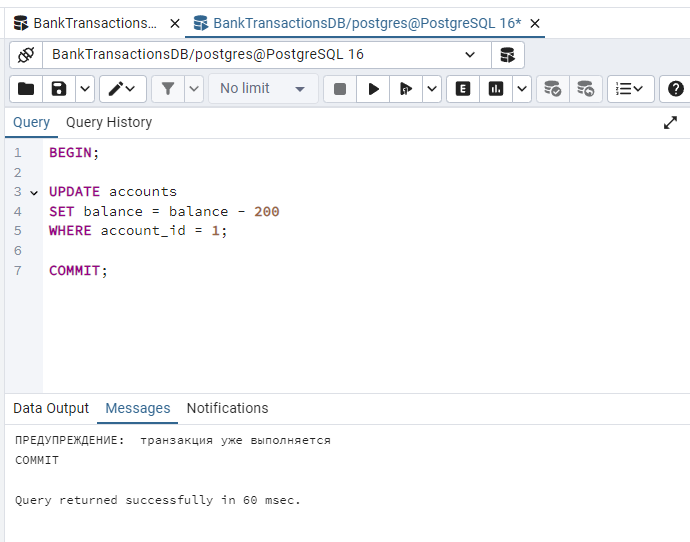 BankTransactions...
BankTransactionsDB/postgres@PostgreSQL 16*
BankTransactionsDB/postgres@PostgreSQL 16
No limit
E
Query
Query History
1 BEGIN;
2
3 UPDATE accounts
4 SET balance = balance - 200
5 WHERE account_id = 1;
6
7 COMMIT;
Data Output
Messages
Notifications
ПРЕДУПРЕЖДЕНИЕ:  транзакция уже выполняется
COMMIT
Query returned successfully in 60 msec.